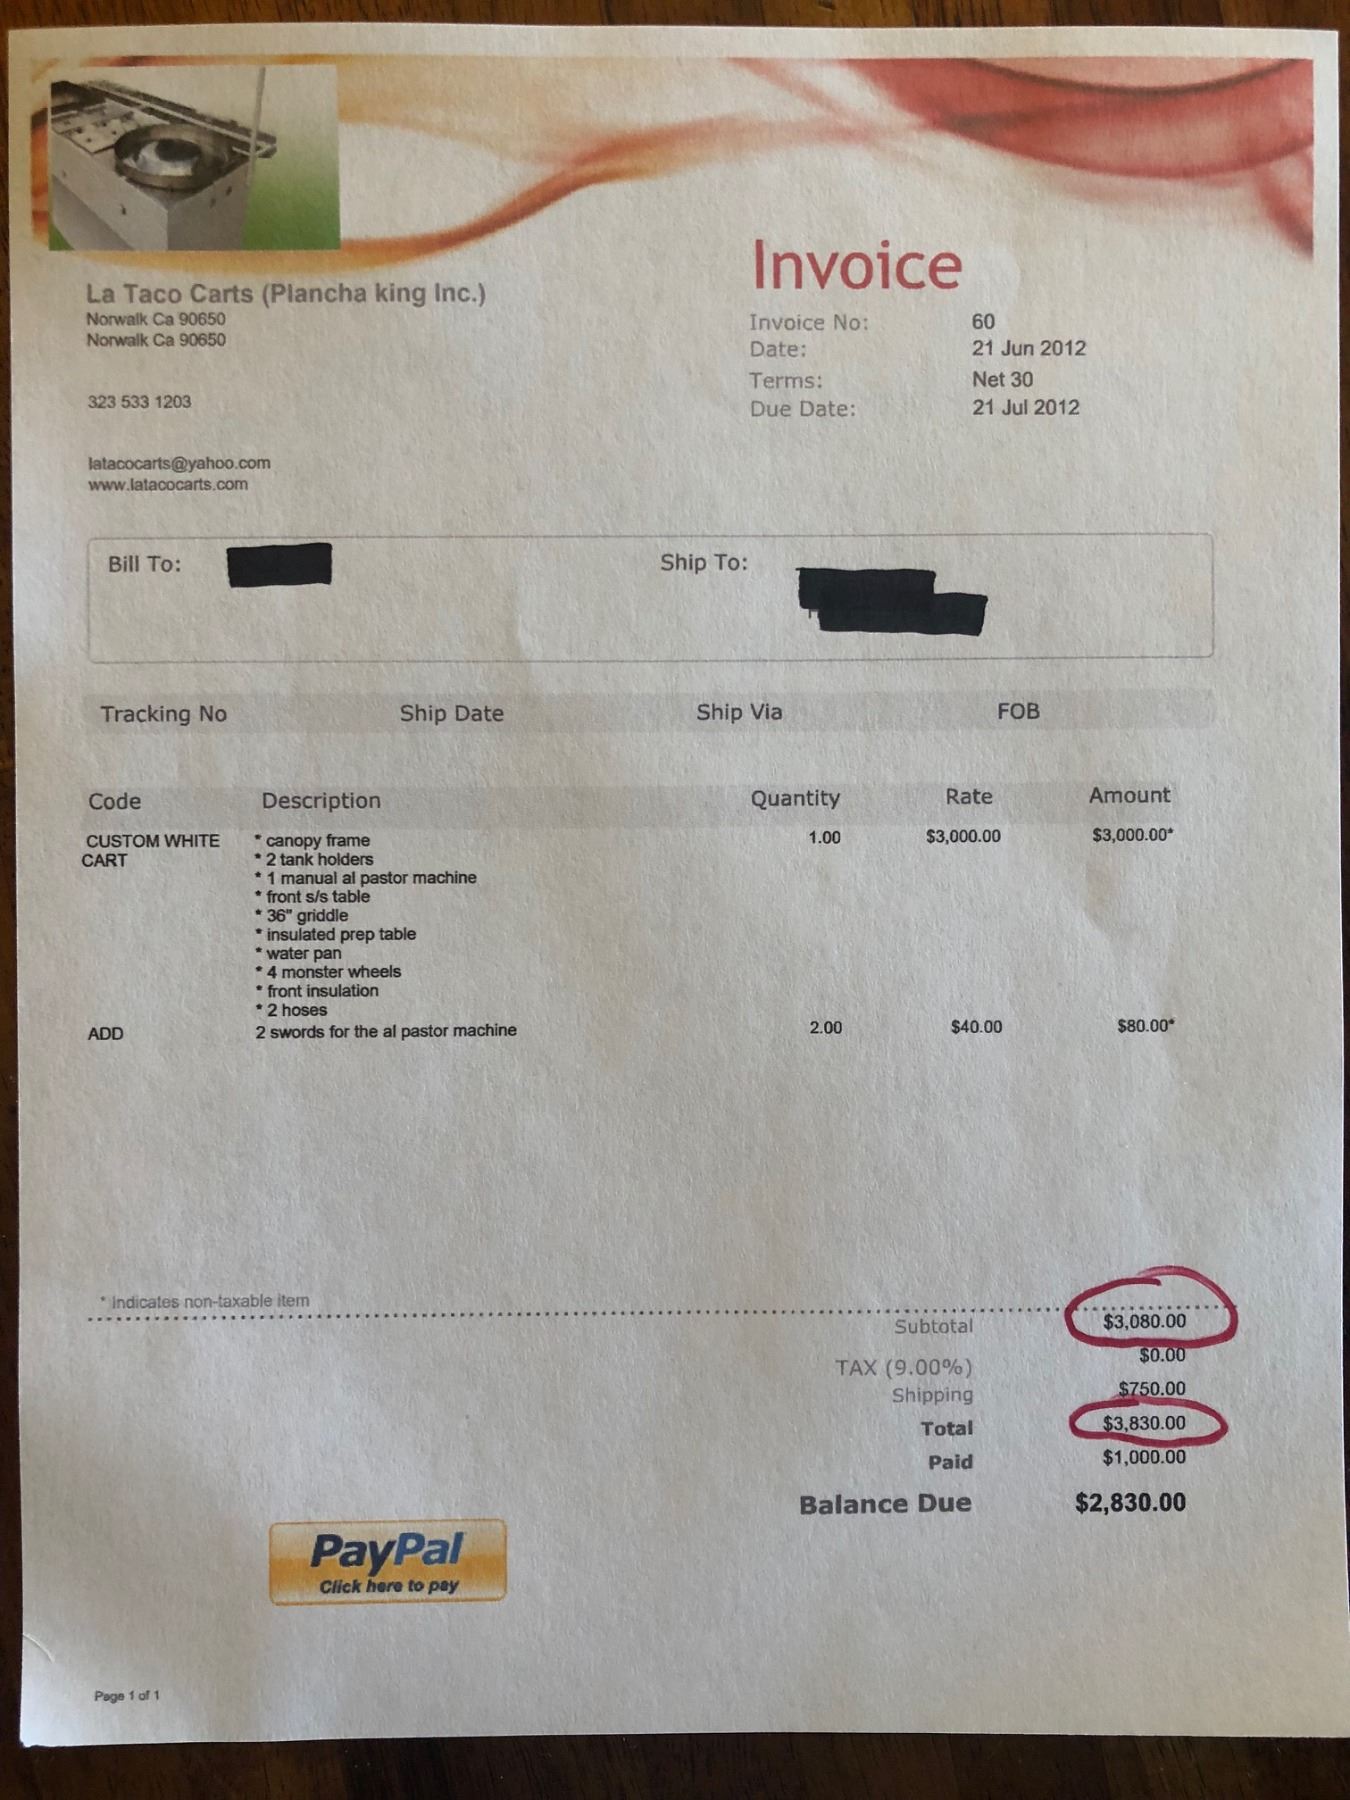 Invoice
La Taco Carts (Plancha king Inc.)
Norwalk Ca 90650
Norwalk Ca 90650
323 533 1203
latacocarts@yahoo.com
www.latacocarts.com
Invoice No: 60
Date: 21 Jun 2012
Terms: Net 30
Due Date: 21 Jul 2012
Bill To: Ship To:
Tracking No Ship Date Ship Via FOB
Code Description Quantity Rate Amount
CUSTOM WHITE * canopy frame 1.00 $3,000.00 $3,000.00*
CART * 2 tank holders
* 1 manual al pastor machine
* front s/s table
* 36" griddle
* insulated prep table
* water pan
* 4 monster wheels
* front insulation
* 2 hoses
ADD 2 swords for the al pastor machine 2.00 $40.00 $80.00*
* Indicates non-taxable item
Subtotal $3,080.00
TAX (9.00%) $0.00
Shipping $750.00
Total $3,830.00
Paid $1,000.00
Balance Due $2,830.00
PayPal
Click here to pay
Page 1 of 1